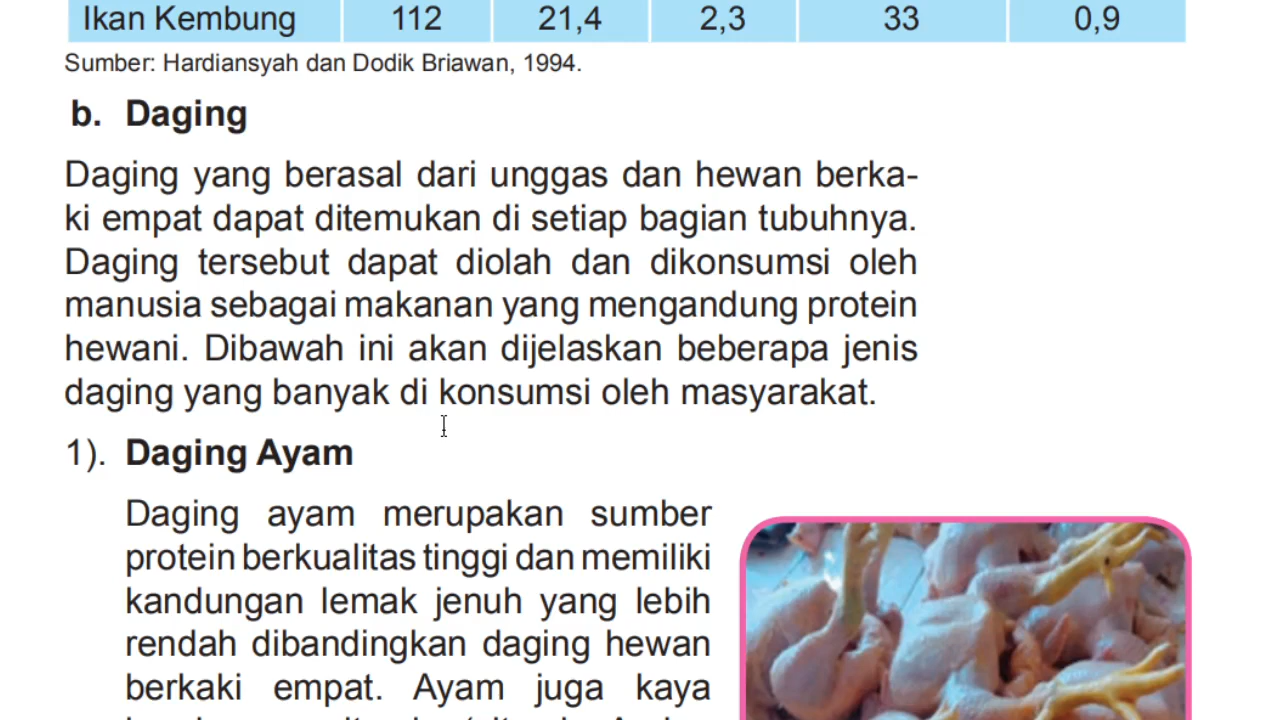 Ikan Kembung 112 21,4 2,3 33 0,9
Sumber: Hardiansyah dan Dodik Briawan, 1994.
b. Daging
Daging yang berasal dari unggas dan hewan berka-
ki empat dapat ditemukan di setiap bagian tubuhnya.
Daging tersebut dapat diolah dan dikonsumsi oleh
manusia sebagai makanan yang mengandung protein
hewani. Dibawah ini akan dijelaskan beberapa jenis
daging yang banyak di konsumsi oleh masyarakat.
1). Daging Ayam
Daging ayam merupakan sumber
protein berkualitas tinggi dan memiliki
kandungan lemak jenuh yang lebih
rendah dibandingkan daging hewan
berkaki empat. Ayam juga kaya